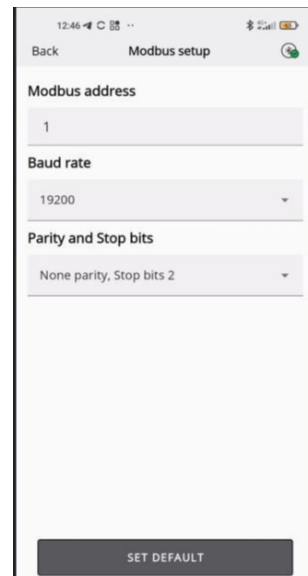 12:46
Back Modbus setup
Modbus address
1
Baud rate
19200
Parity and Stop bits
None parity, Stop bits 2
SET DEFAULT